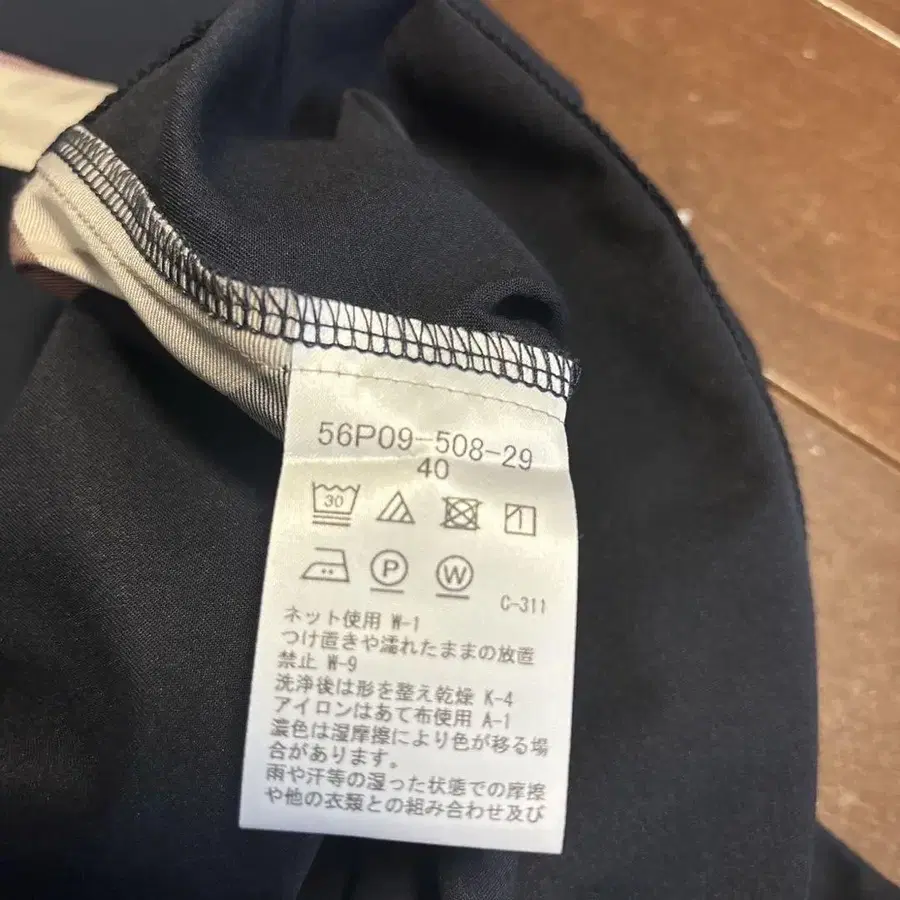 56P09-508-29
40
30
P
W
C-311
ネット使用 W-1
つけ置きや濡れたままの放置
禁止 W-9
洗浄後は形を整え乾燥 K-4
アイロンはあて布使用 A-1
濃色は湿摩擦により色が移る場
合があります。
雨や汗等の湿った状態での摩擦
や他の衣類との組み合わせ及び